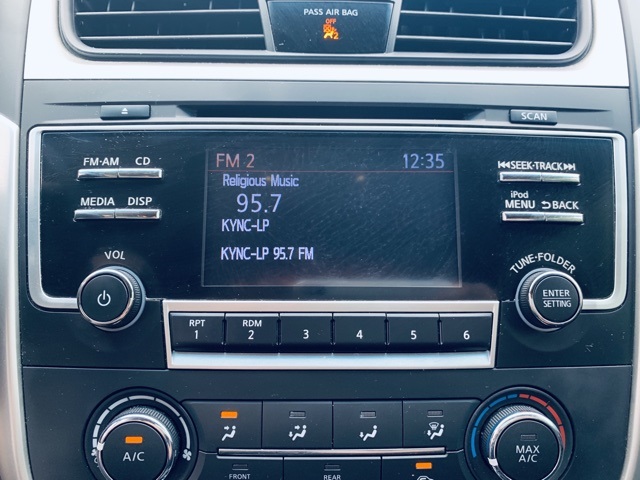 PASS AIR BAG
OFF
2
SCAN
FM·AM CD
FM 2 12:35
SEEK·TRACK
Religious Music
iPod
MEDIA DISP
95.7
MENU BACK
KYNC-LP
KYNC-LP 95.7 FM
VOL
TUNE·FOLDER
ENTER
SETTING
RPT RDM
1 2 3 4 5 6
A/C
MAX
A/C
FRONT
REAR